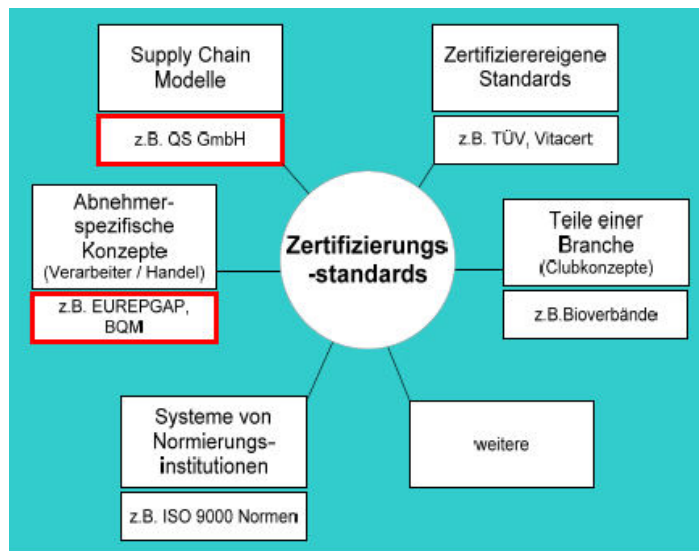 Supply Chain
Modelle
z.B. QS GmbH
Zertifizierereigene
Standards
z.B. TÜV, Vitacert
Abnehmer-
spezifische
Konzepte
(Verarbeiter / Handel)
z.B. EUREPGAP,
BQM
Zertifizierungs
-standards
Teile einer
Branche
(Clubkonzepte)
z.B.Bioverbände
Systeme von
Normierungs-
institutionen
z.B. ISO 9000 Normen
weitere